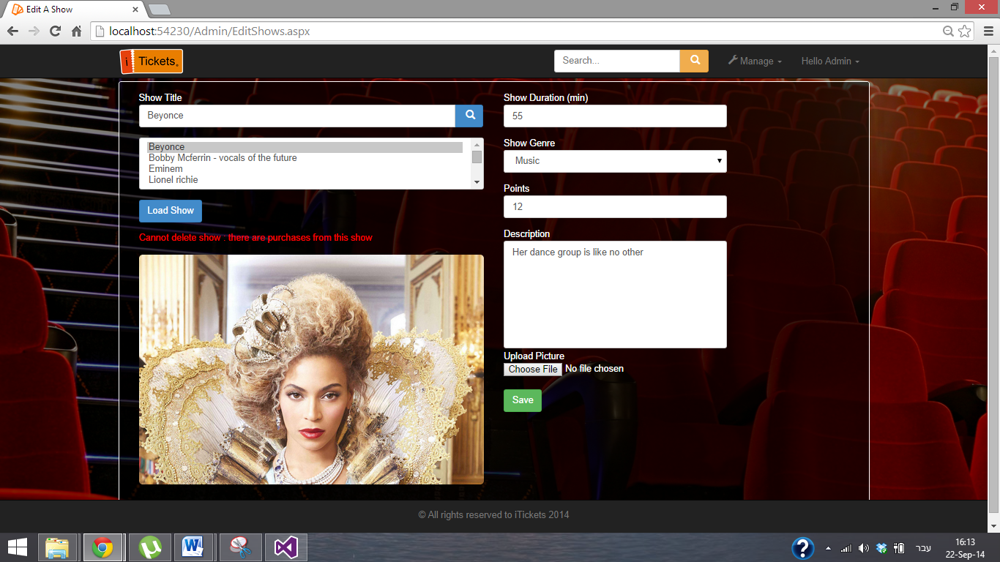 Edit A Show
localhost:54230/Admin/EditShows.aspx
i Tickets
Search...
Manage
Hello Admin
Show Title
Beyonce
Beyonce
Bobby Mcferrin - vocals of the future
Eminem
Lionel richie
Load Show
Cannot delete show : there are purchases from this show
Show Duration (min)
55
Show Genre
Music
Points
12
Description
Her dance group is like no other
Upload Picture
Choose File No file chosen
Save
© All rights reserved to iTickets 2014
עבר
16:13
22-Sep-14